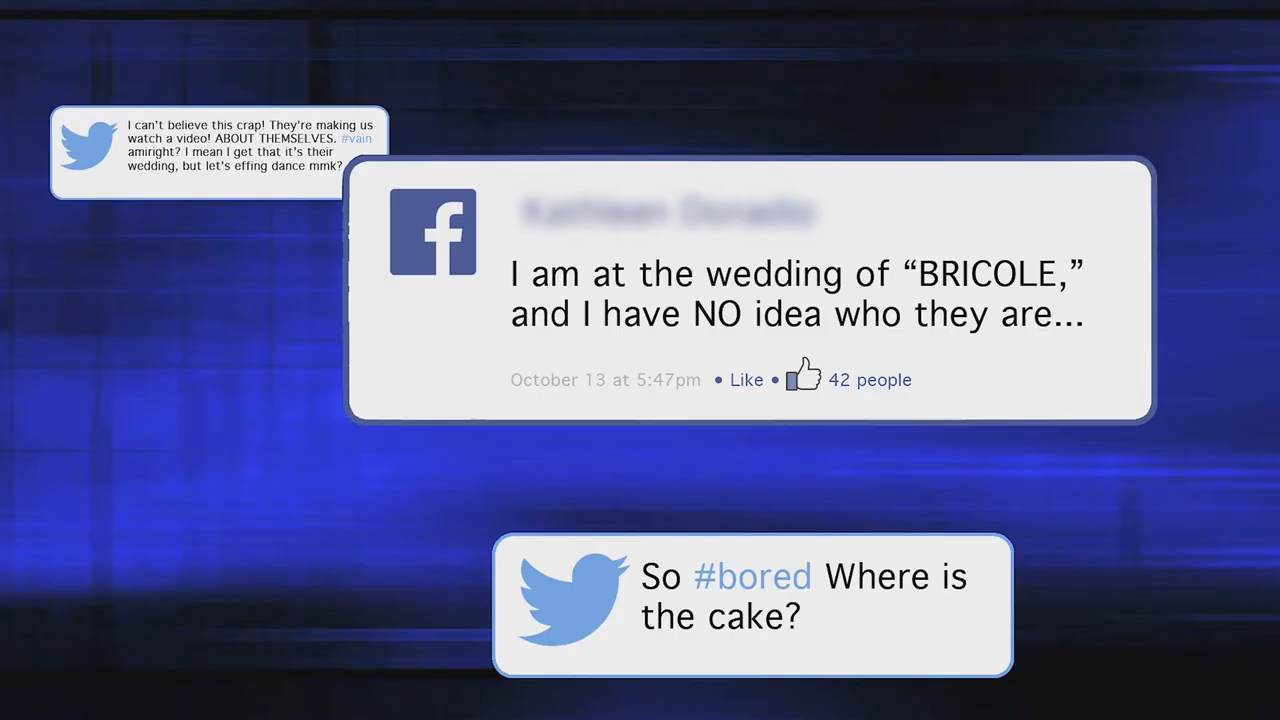 I can't believe this crap! They're making us
watch a video! ABOUT THEMSELVES. #vain
amiright? I mean I get that it's their
wedding, but let's effing dance mmk?
I am at the wedding of “BRICOLE,”
and I have NO idea who they are...
October 13 at 5:47pm • Like • 42 people
So #bored Where is
the cake?